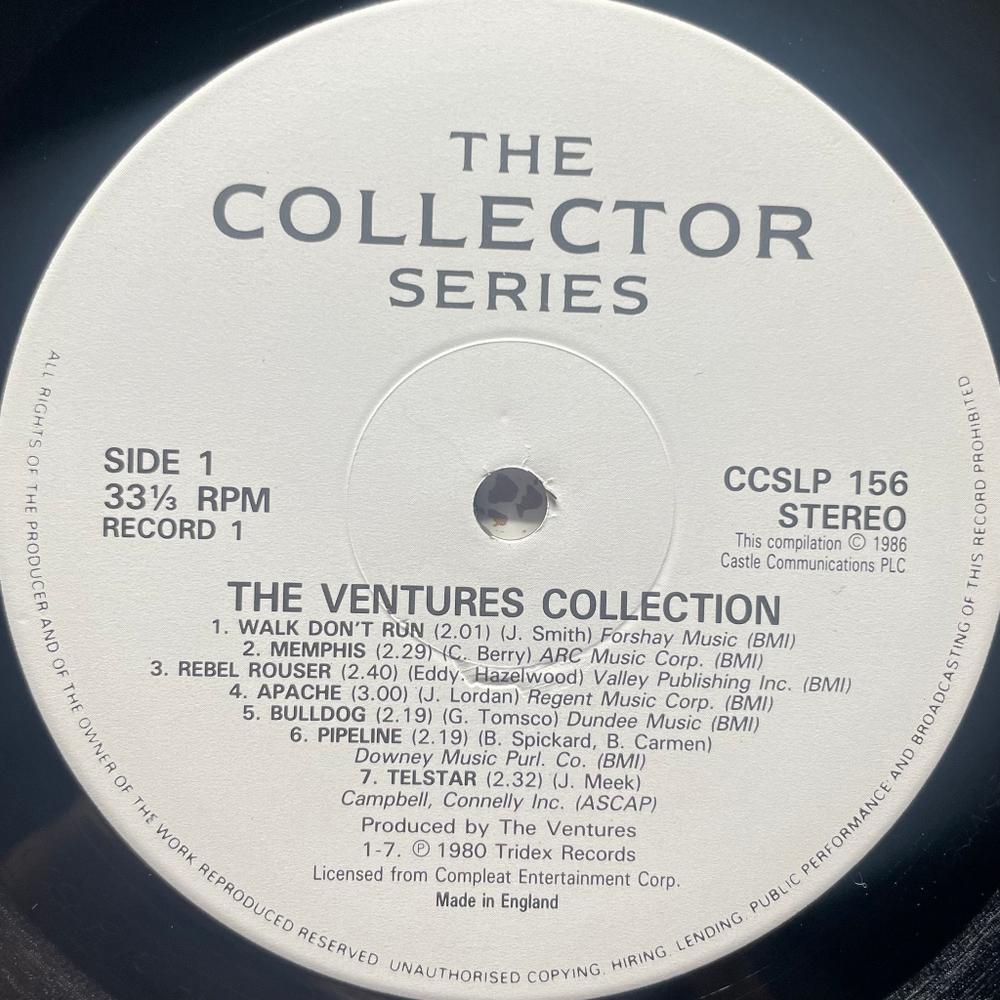 THE
COLLECTOR
SERIES
SIDE 1
33⅓ RPM
RECORD 1
CCSLP 156
STEREO
This compilation © 1986
Castle Communications PLC
THE VENTURES COLLECTION
1. WALK DON'T RUN (2.01) (J. Smith) Forshay Music (BMI)
2. MEMPHIS (2.29) (C. Berry) ARC Music Corp. (BMI)
3. REBEL ROUSER (2.40) (Eddy. Hazelwood) Valley Publishing Inc. (BMI)
4. APACHE (3.00) (J. Lordan) Regent Music Corp. (BMI)
5. BULLDOG (2.19) (G. Tomsco) Dundee Music (BMI)
6. PIPELINE (2.19) (B. Spickard, B. Carmen)
Downey Music Purl. Co. (BMI)
7. TELSTAR (2.32) (J. Meek)
Campbell, Connelly Inc. (ASCAP)
Produced by The Ventures
1-7. ℗ 1980 Tridex Records
Licensed from Compleat Entertainment Corp.
Made in England
ALL RIGHTS OF THE PRODUCER AND OF THE OWNER OF THE WORK REPRODUCED RESERVED. UNAUTHORISED COPYING. HIRING. LENDING. PUBLIC PERFORMANCE AND BROADCASTING OF THIS RECORD PROHIBITED